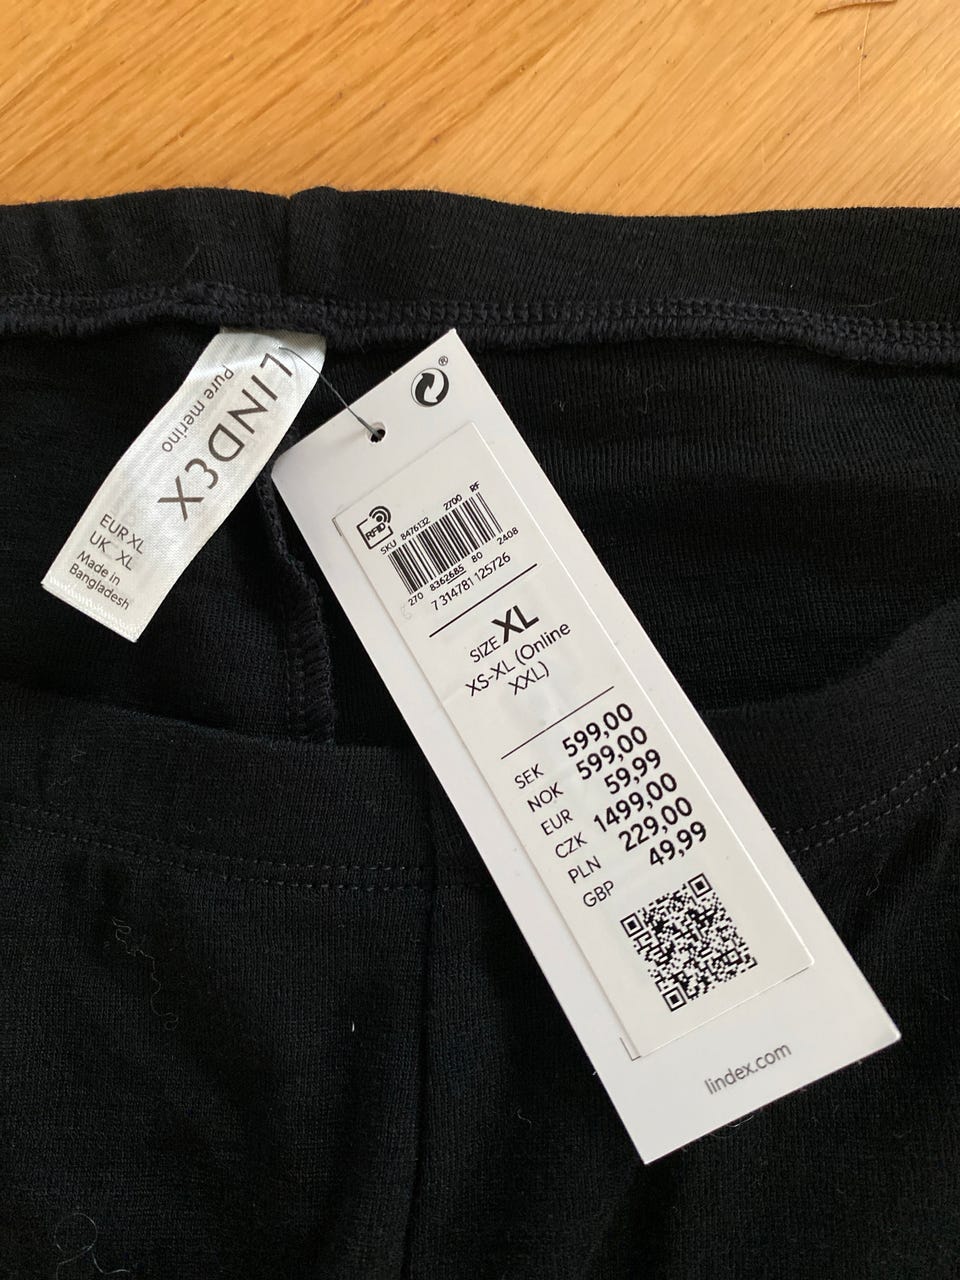 LINDEX
Pure merino
EUR XL
UK XL
Made in
Bangladesh
®
RFID
SKU 8476132 2700 RF
270 8362685 80 2408
7 314781 125726
SIZE XL
XS-XL (Online
XXL)
SEK 599,00
NOK 599,00
EUR 59,99
CZK 1499,00
PLN 229,00
GBP 49,99
lindex.com